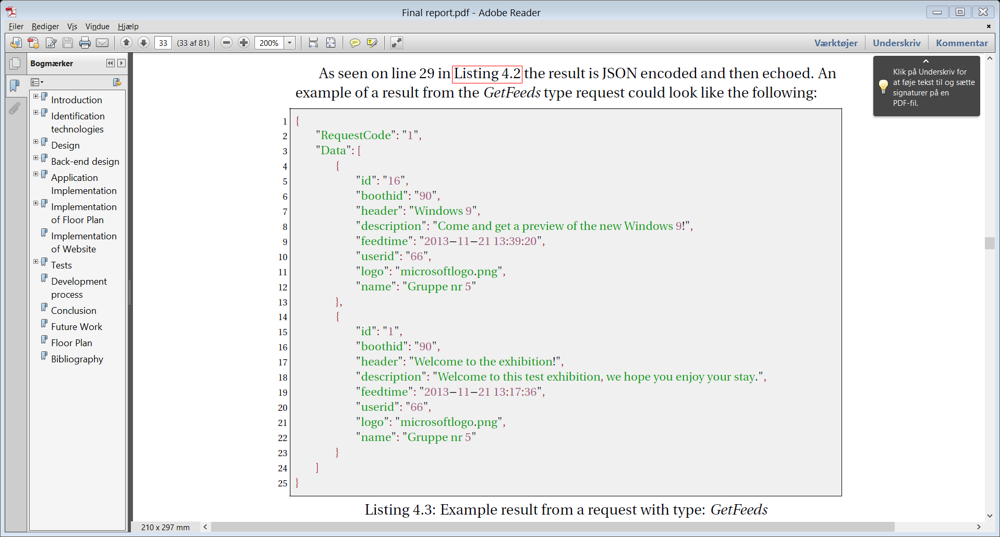 Final report.pdf - Adobe Reader
Filer Rediger Vis Vindue Hjælp
33 (33 af 81) 200% Værktøjer Underskriv Kommentar
Bogmærker
Introduction
Identification
technologies
Design
Back-end design
Application
Implementation
Implementation
of Floor Plan
Implementation
of Website
Tests
Development
process
Conclusion
Future Work
Floor Plan
Bibliography
Klik på Underskriv for
at føje tekst til og sætte
signaturer på en
PDF-fil.
As seen on line 29 in Listing 4.2 the result is JSON encoded and then echoed. An
example of a result from the GetFeeds type request could look like the following:
1 {
2 "RequestCode": "1",
3 "Data": [
4 {
5 "id": "16",
6 "boothid": "90",
7 "header": "Windows 9",
8 "description": "Come and get a preview of the new Windows 9!",
9 "feedtime": "2013−11−21 13:39:20",
10 "userid": "66",
11 "logo": "microsoftlogo.png",
12 "name": "Gruppe nr 5"
13 },
14 {
15 "id": "1",
16 "boothid": "90",
17 "header": "Welcome to the exhibition!",
18 "description": "Welcome to this test exhibition, we hope you enjoy your stay.",
19 "feedtime": "2013−11−21 13:17:36",
20 "userid": "66",
21 "logo": "microsoftlogo.png",
22 "name": "Gruppe nr 5"
23 }
24 ]
25 }
Listing 4.3: Example result from a request with type: GetFeeds
210 x 297 mm